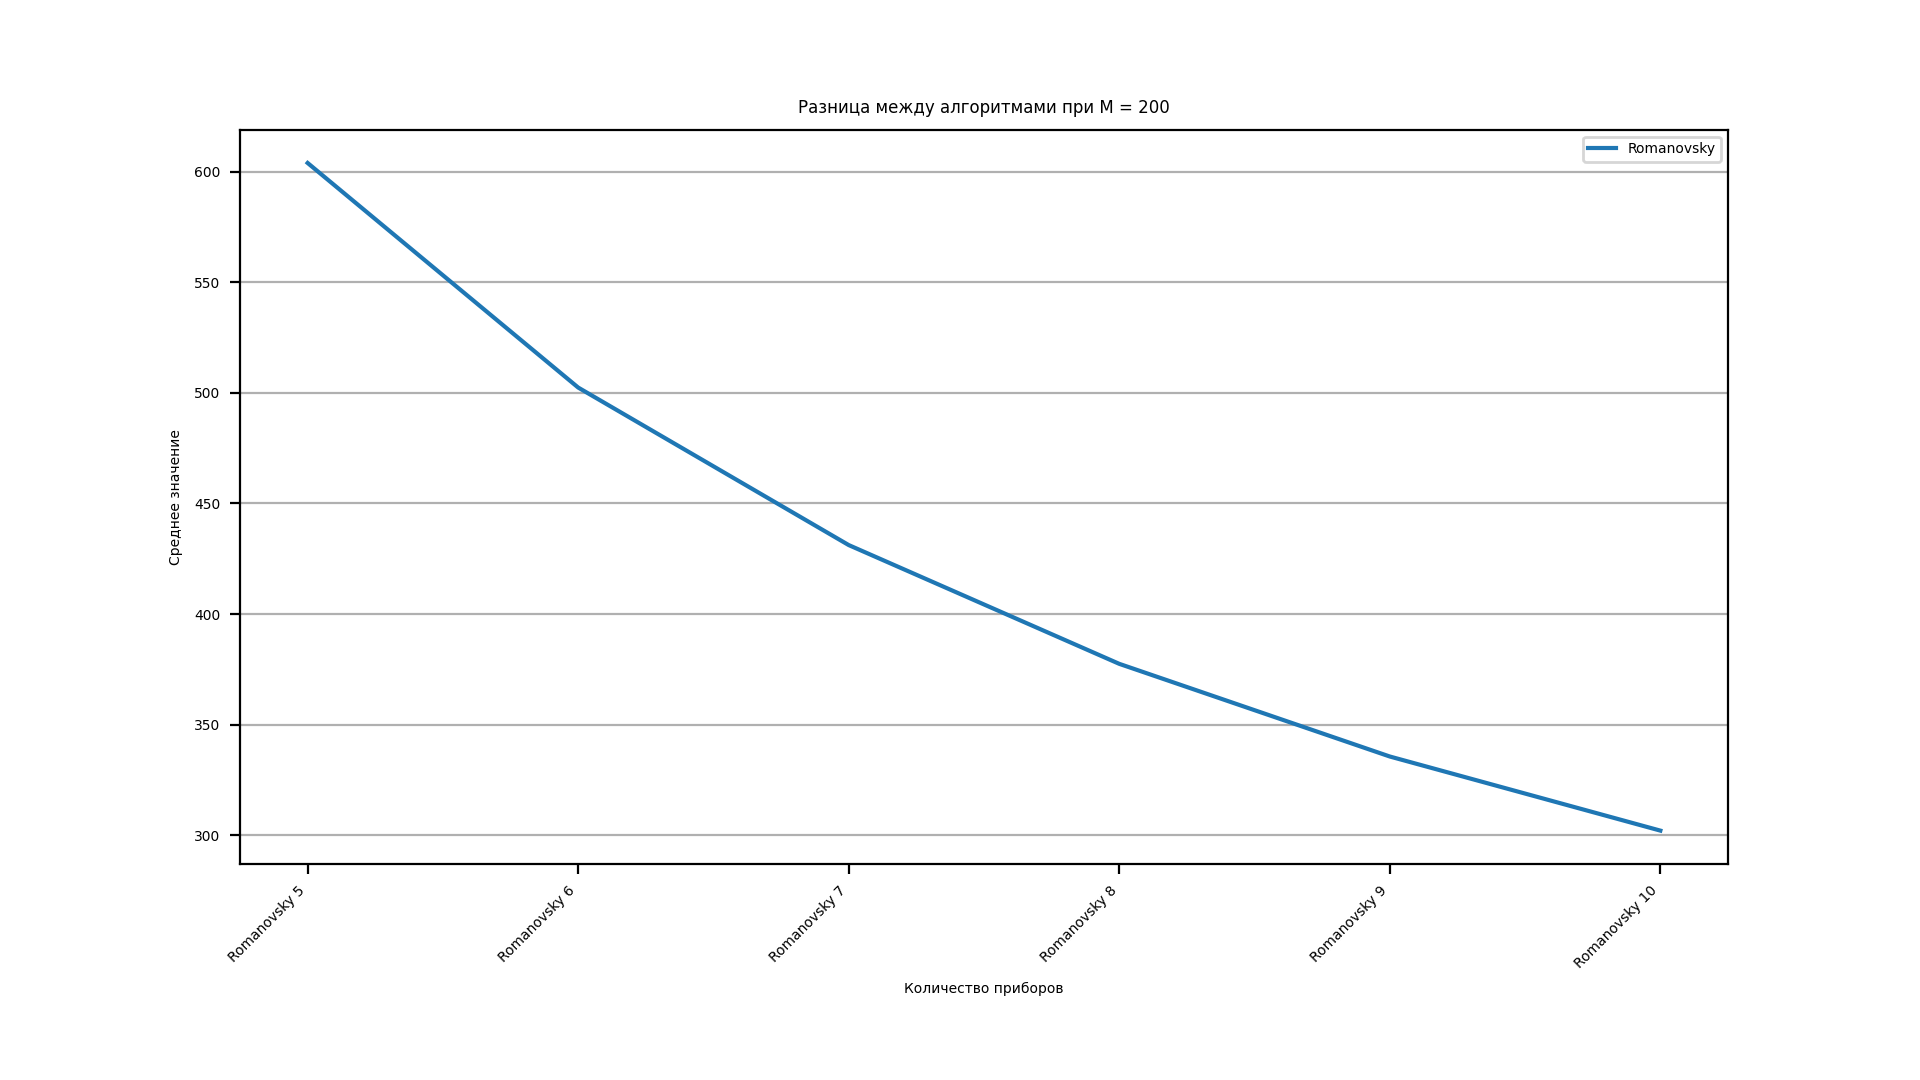 Разница между алгоритмами при M = 200
Romanovsky
600
550
500
450
400
350
300
Среднее значение
Romanovsky 5
Romanovsky 6
Romanovsky 7
Romanovsky 8
Romanovsky 9
Romanovsky 10
Количество приборов